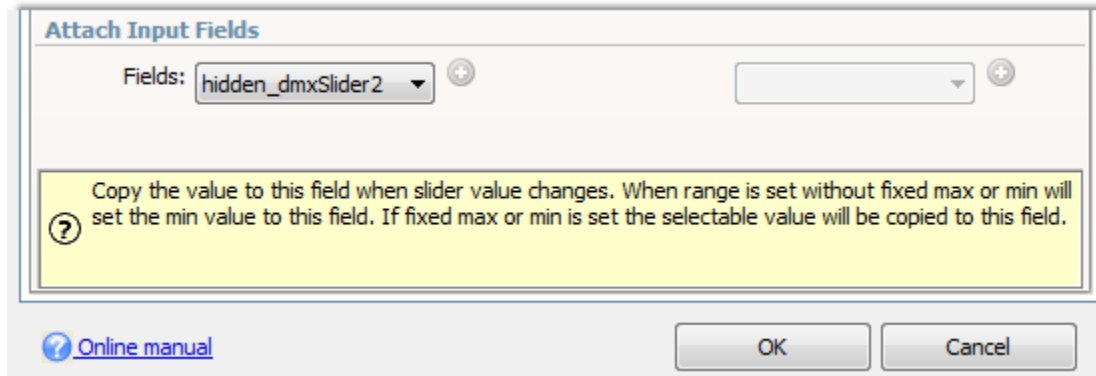 Attach Input Fields
Fields: hidden_dmxSlider2
Copy the value to this field when slider value changes. When range is set without fixed max or min will
set the min value to this field. If fixed max or min is set the selectable value will be copied to this field.
Online manual OK Cancel